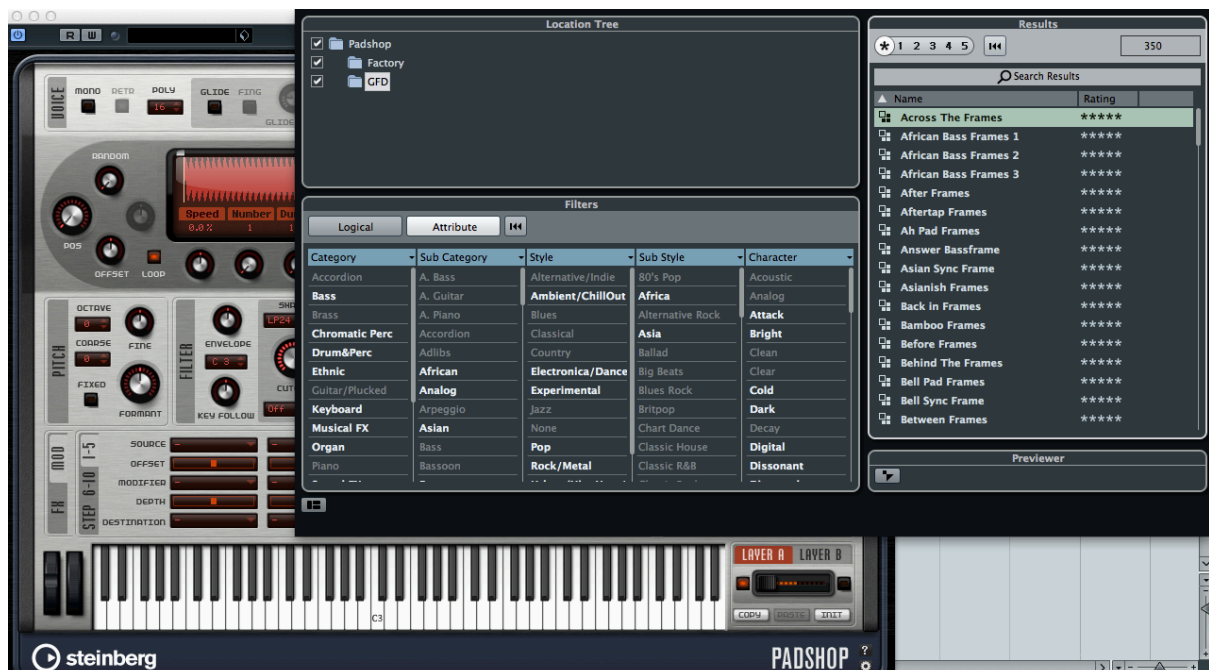 R W
VOICE
MONO RETR POLY GLIDE FING
16
GLIDE
RANDOM
POS
OFFSET LOOP
Speed Number Du
0.0 % 1 1
PITCH
OCTAVE
0
COARSE
0
FINE
FIXED
FORMANT
FILTER
SHA
LP24
ENVELOPE
C 3
CUT
KEY FOLLOW
Off
MOD
FX
STEP 6-10 1-5
SOURCE
OFFSET
MODIFIER
DEPTH
DESTINATION
C3
LAYER A LAYER B
COPY PASTE INIT
steinberg
PADSHOP ?
Location Tree
Padshop
Factory
GFD
Filters
Logical Attribute
Category Sub Category Style Sub Style Character
Accordion A. Bass Alternative/Indie 80's Pop Acoustic
Bass A. Guitar Ambient/ChillOut Africa Analog
Brass A. Piano Blues Alternative Rock Attack
Chromatic Perc Accordion Classical Asia Bright
Drum&Perc Adlibs Country Ballad Clean
Ethnic African Electronica/Dance Big Beats Clear
Guitar/Plucked Analog Experimental Blues Rock Cold
Keyboard Arpeggio Jazz Britpop Dark
Musical FX Asian None Chart Dance Decay
Organ Bass Pop Classic House Digital
Piano Bassoon Rock/Metal Classic R&B Dissonant
Results
* 1 2 3 4 5 350
Search Results
Name Rating
Across The Frames *****
African Bass Frames 1 *****
African Bass Frames 2 *****
African Bass Frames 3 *****
After Frames *****
Aftertap Frames *****
Ah Pad Frames *****
Answer Bassframe *****
Asian Sync Frame *****
Asianish Frames *****
Back in Frames *****
Bamboo Frames *****
Before Frames *****
Behind The Frames *****
Bell Pad Frames *****
Bell Sync Frame *****
Between Frames *****
Previewer